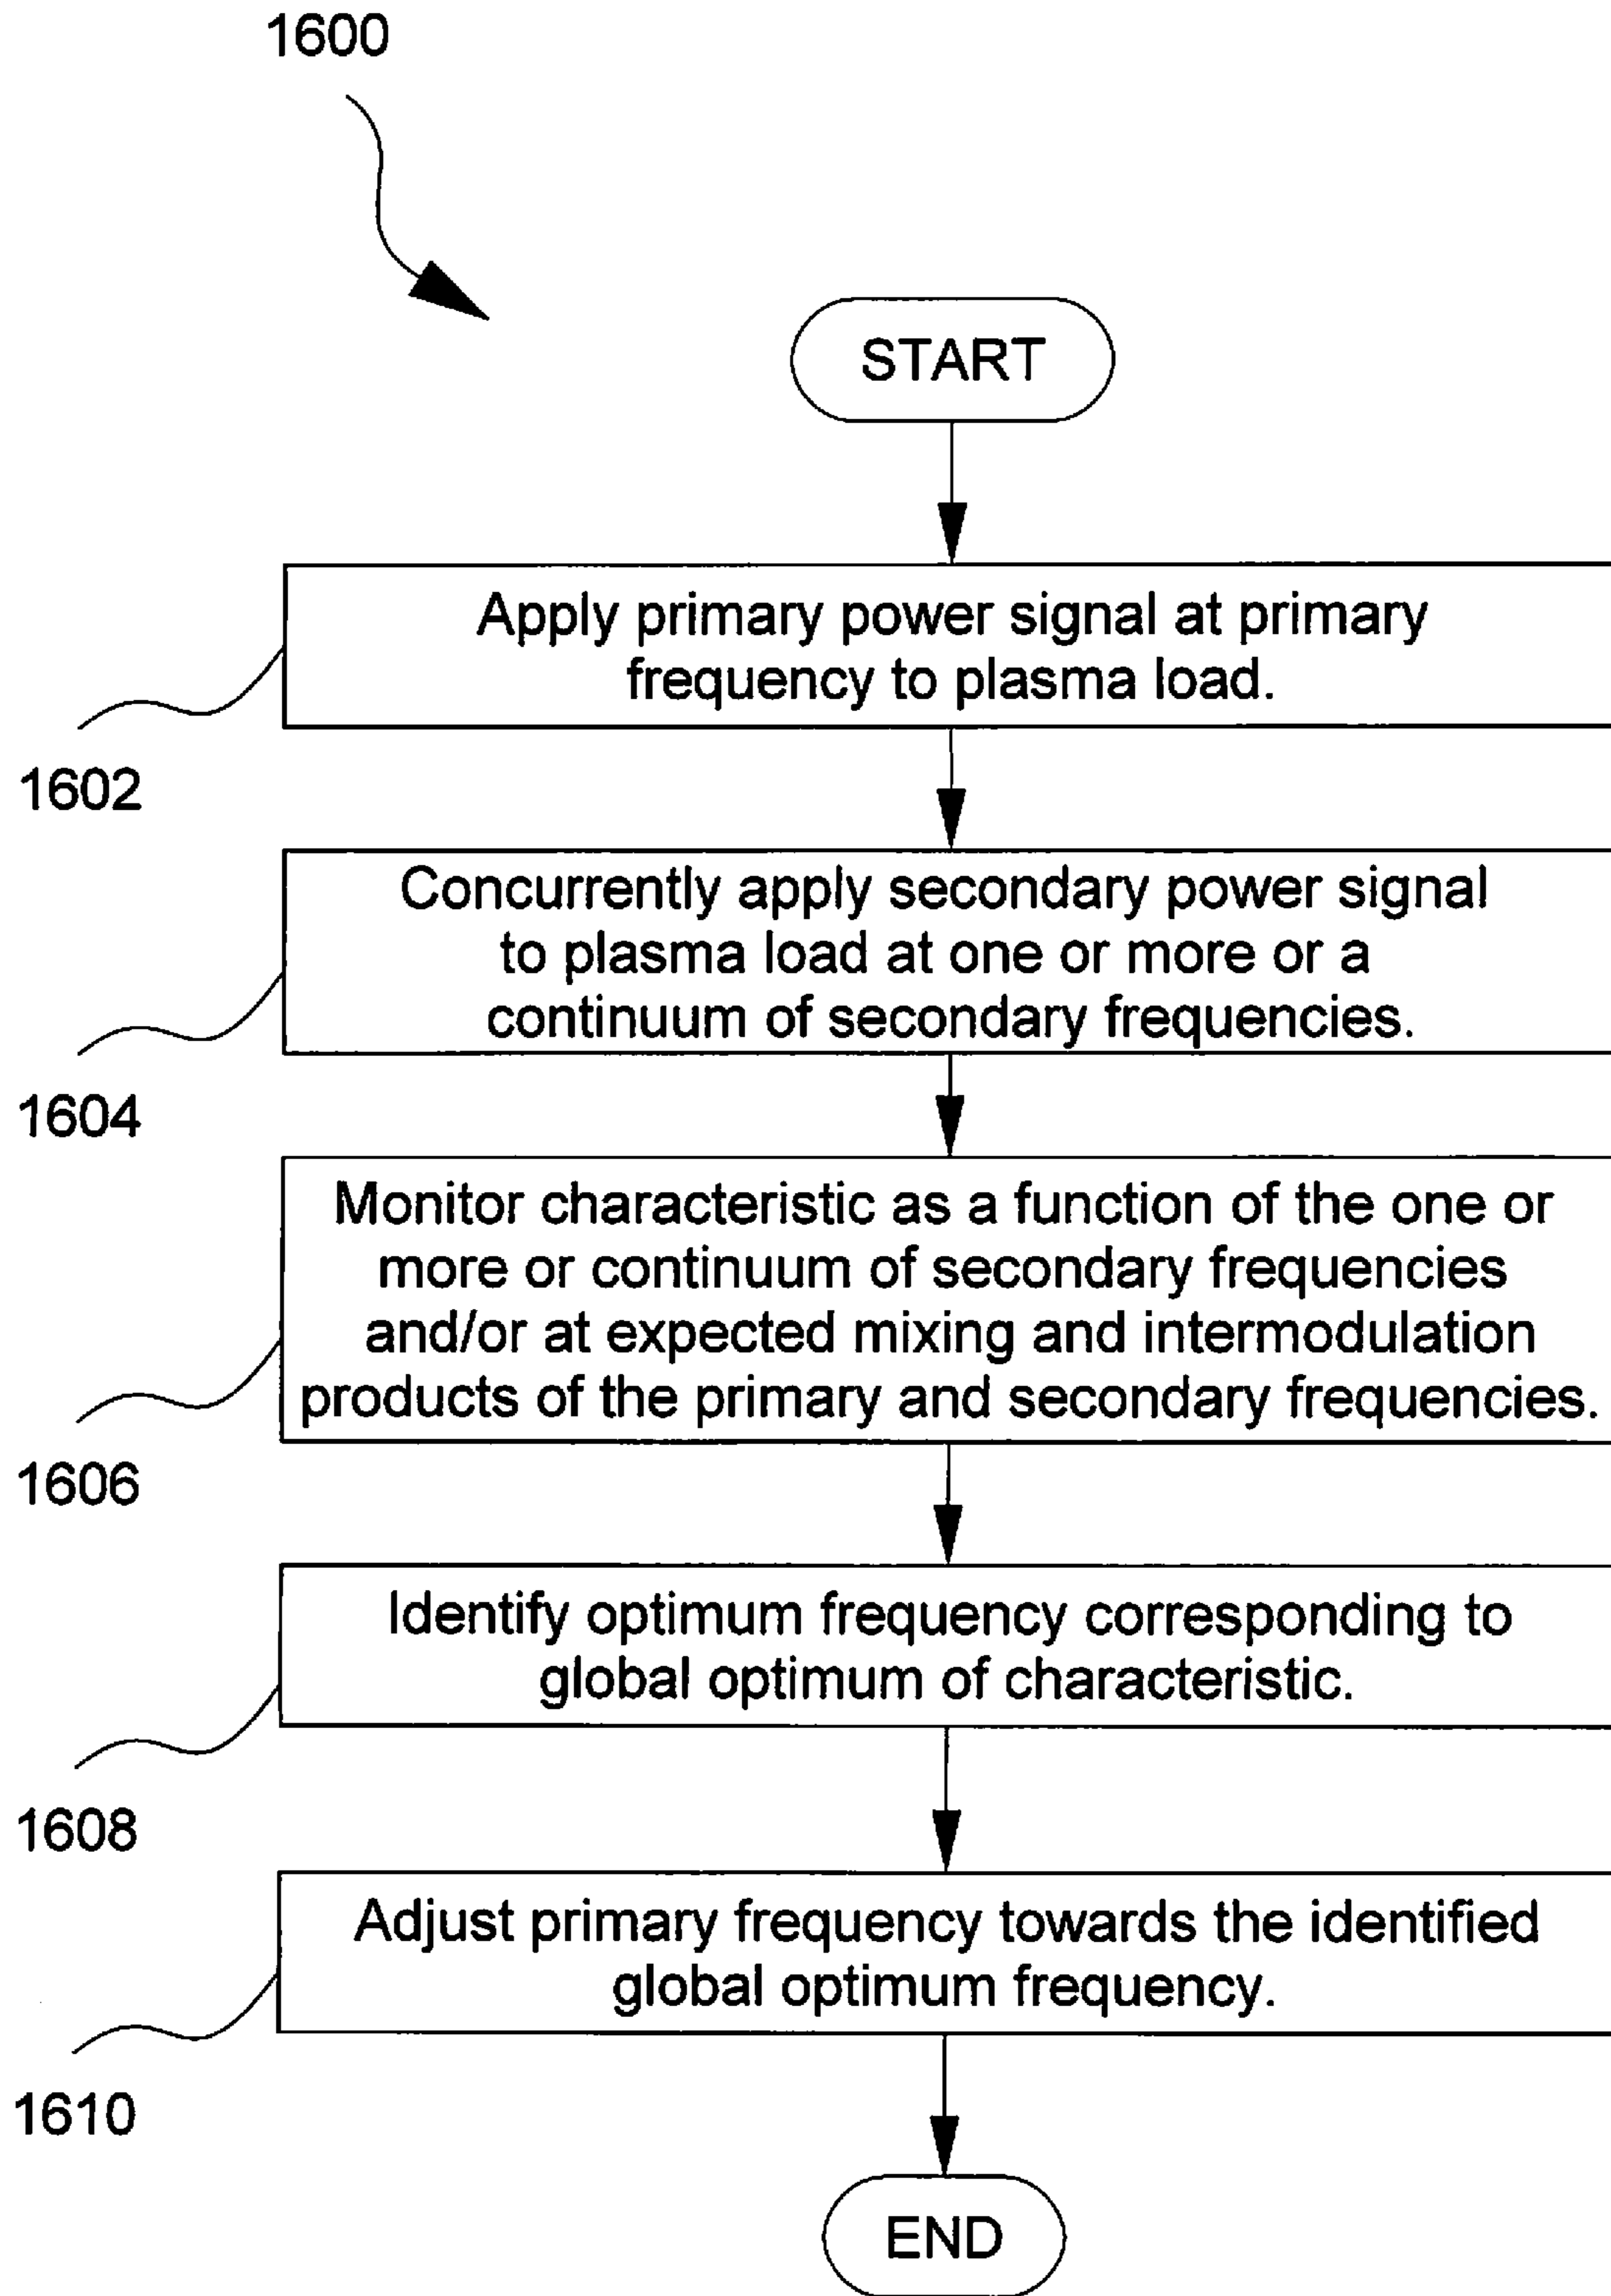 1600
START
Apply primary power signal at primary
frequency to plasma load.
1602
Concurrently apply secondary power signal
to plasma load at one or more or a
continuum of secondary frequencies.
1604
Monitor characteristic as a function of the one or
more or continuum of secondary frequencies
and/or at expected mixing and intermodulation
products of the primary and secondary frequencies.
1606
Identify optimum frequency corresponding to
global optimum of characteristic.
1608
Adjust primary frequency towards the identified
global optimum frequency.
1610
END